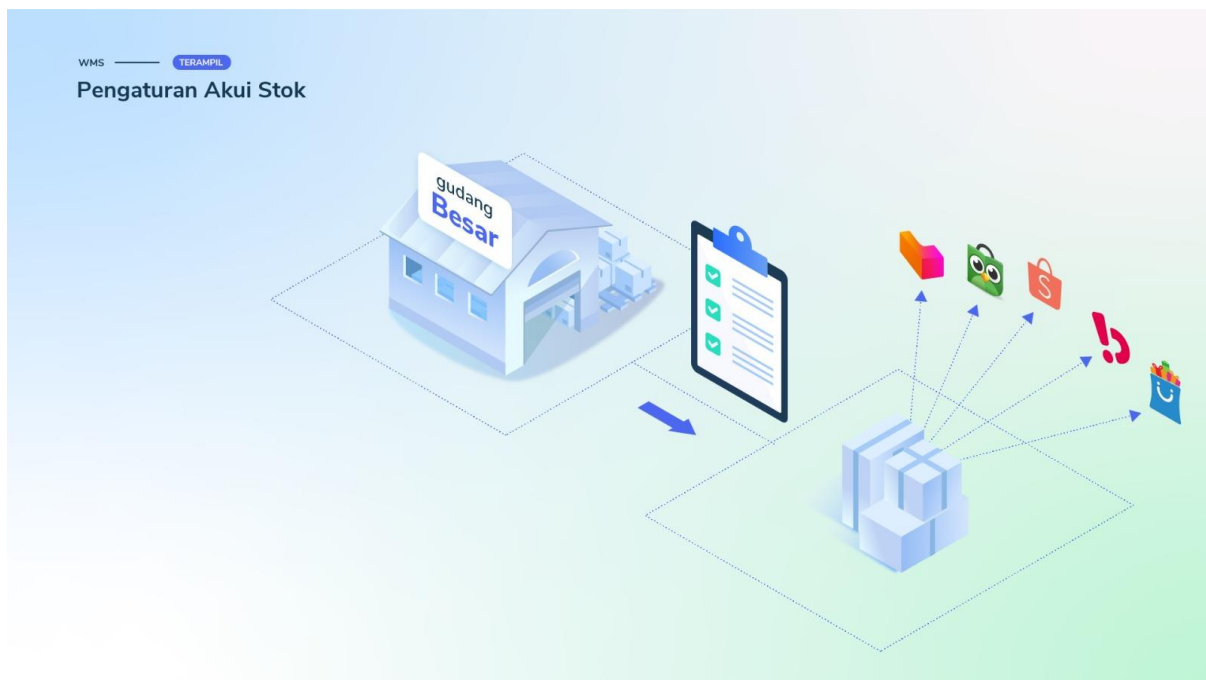 WMS
TERAMPIL
Pengaturan Akui Stok
gudang
Besar
S